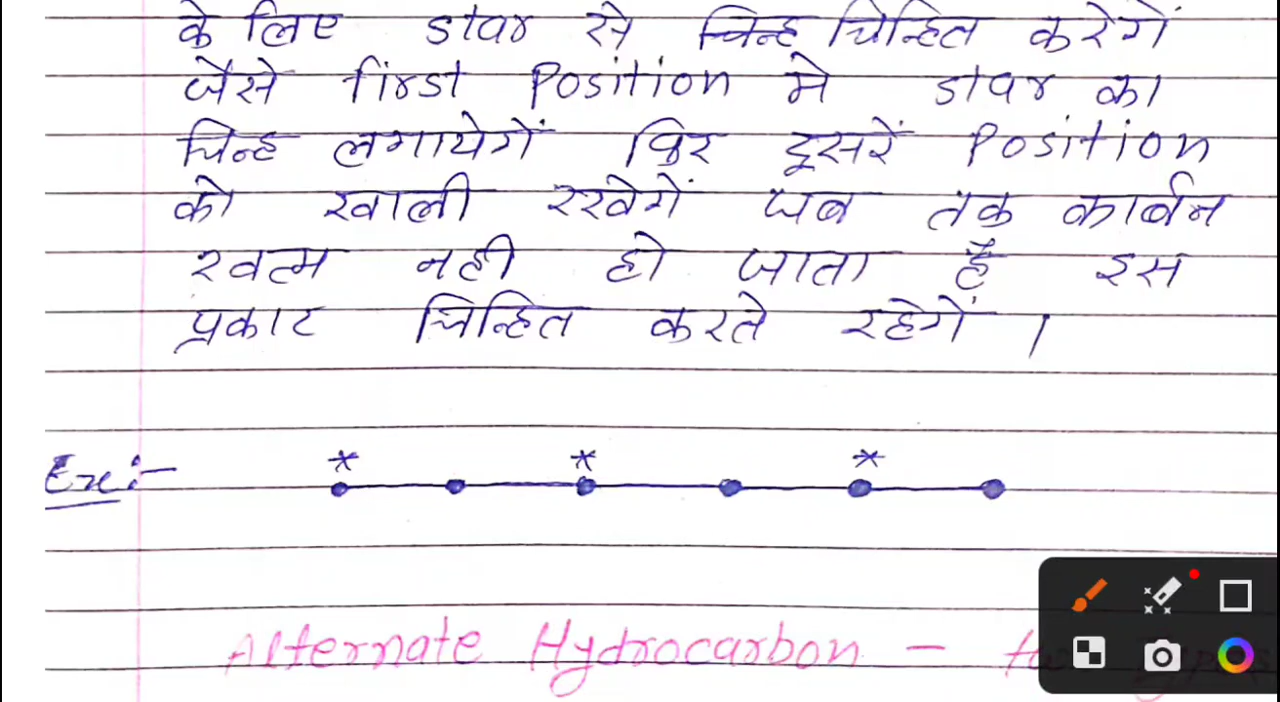 के लिए star से चिन्ह चिन्हित करेगें
जैसे first Position मे star का
चिन्ह लगायेगें फिर दूसरें Position
को खाली रखेगें जब तक कार्बन
खत्म नही हो जाता है इस
प्रकार चिन्हित करते रहेगें ।
* * *
Ex:-
Alternate Hydrocarbon -